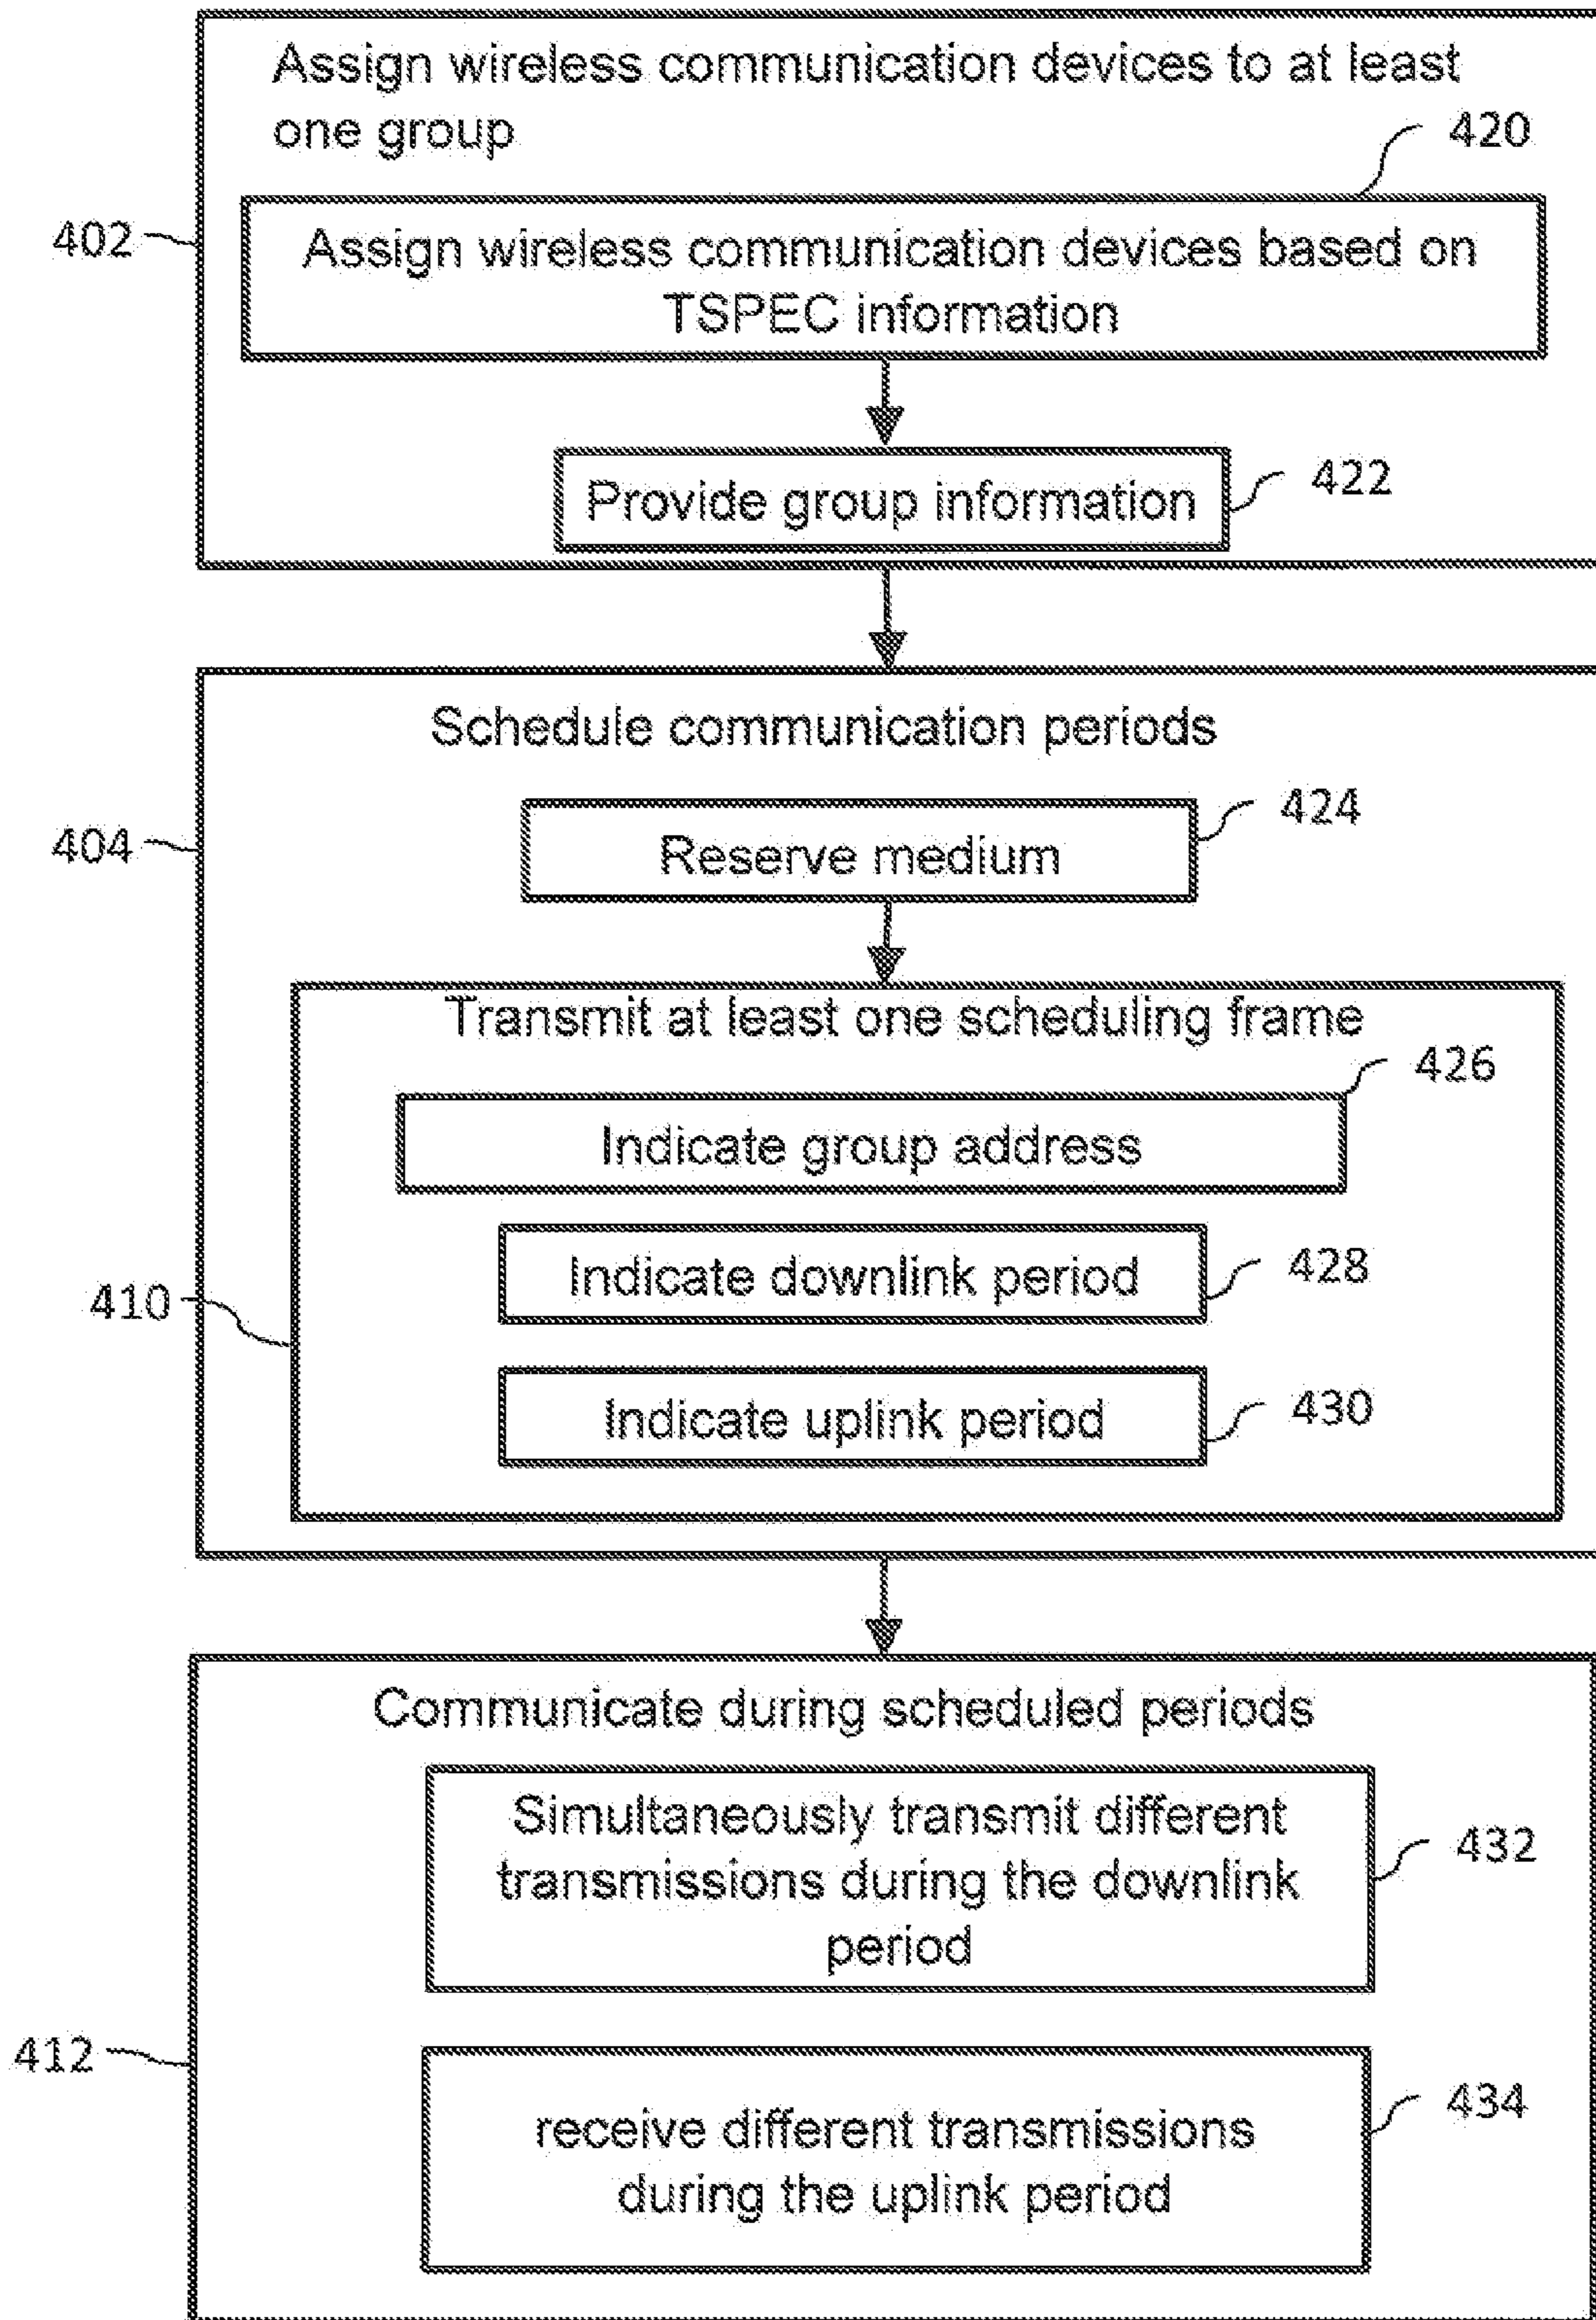 Assign wireless communication devices to at least
one group
420
402
Assign wireless communication devices based on
TSPEC information
Provide group information
422
Schedule communication periods
424
404
Reserve medium
Transmit at least one scheduling frame
426
Indicate group address
Indicate downlink period
428
410
Indicate uplink period
430
Communicate during scheduled periods
Simultaneously transmit different
transmissions during the downlink
period
432
412
receive different transmissions
during the uplink period
434